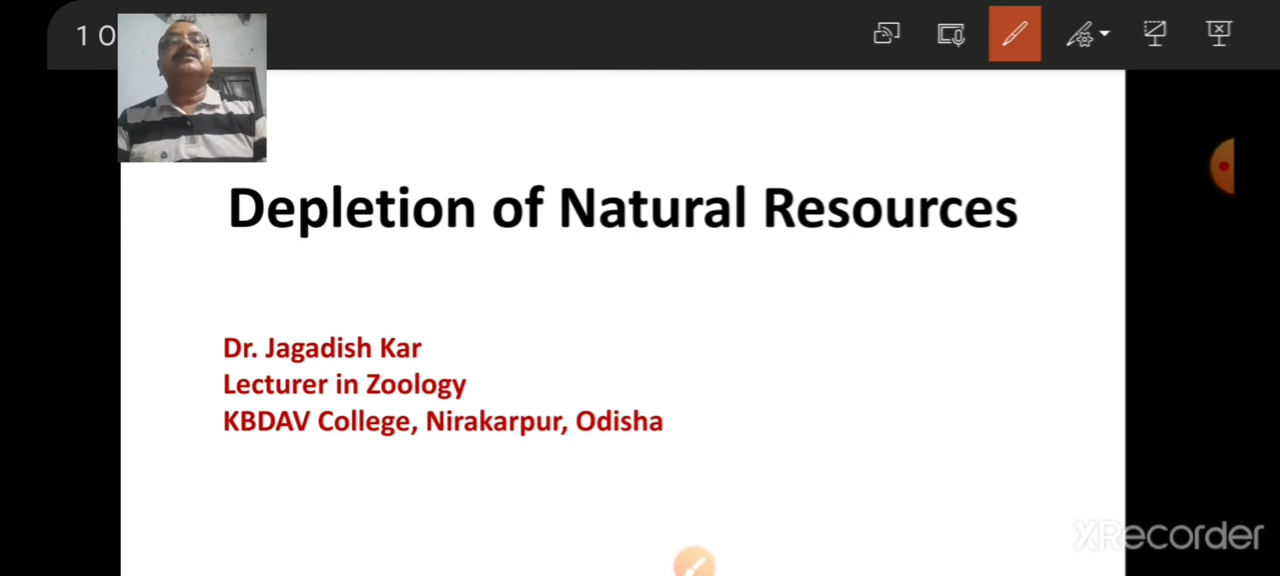 10
Depletion of Natural Resources
Dr. Jagadish Kar
Lecturer in Zoology
KBDAV College, Nirakarpur, Odisha
XRecorder